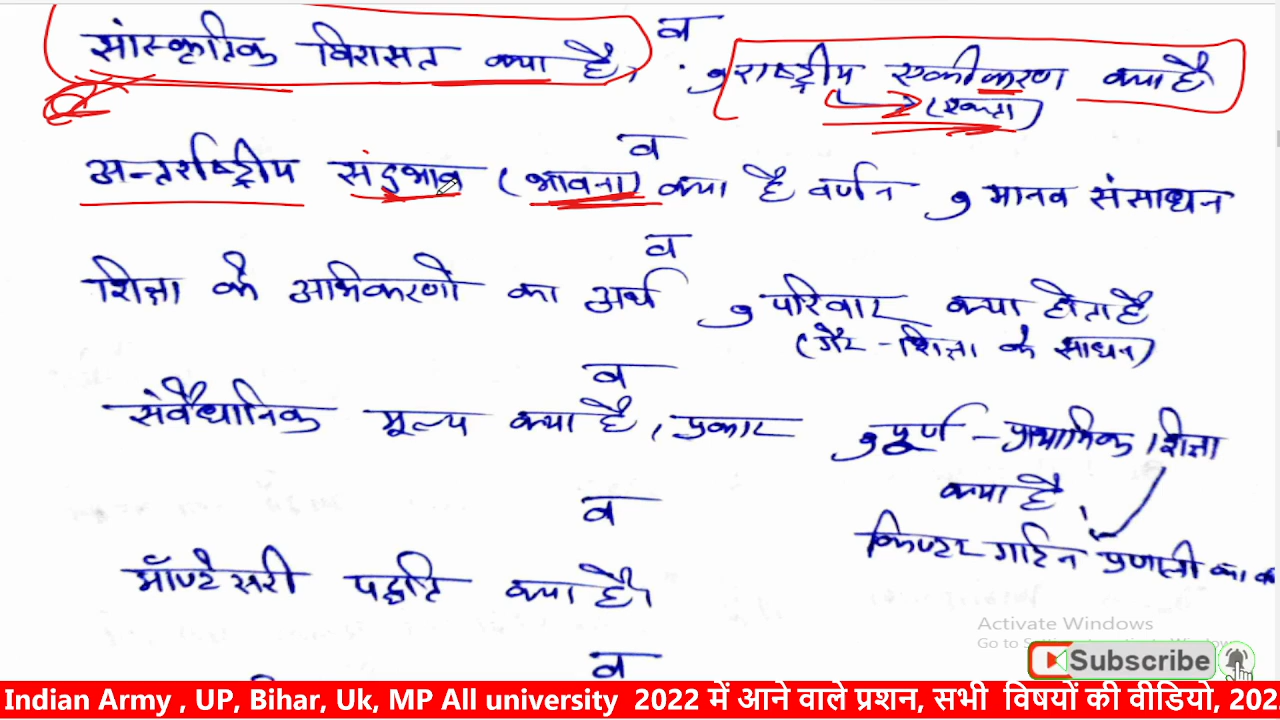 सांस्कृतिक विरासत क्या है, व
, राष्ट्रीय एकीकरण क्या है
(एकता)
अन्तर्राष्ट्रीय सद्भाव (भावना) व क्या है वर्णन , मानव संसाधन
शिक्षा के अभिकरणों का अर्थ व , परिवार क्या होता है
(गैर - शिक्षा के साधन)
संवैधानिक मूल्य क्या है, प्रकार व , पूर्ण - प्राथमिक शिक्षा
क्या है
व किण्डर गार्टन प्रणाली का
मॉण्टेसरी पद्धति क्या है।
व
Activate Windows
Go to
Subscribe
Indian Army , UP, Bihar, Uk, MP All university 2022 में आने वाले प्रशन, सभी विषयों की वीडियो, 202